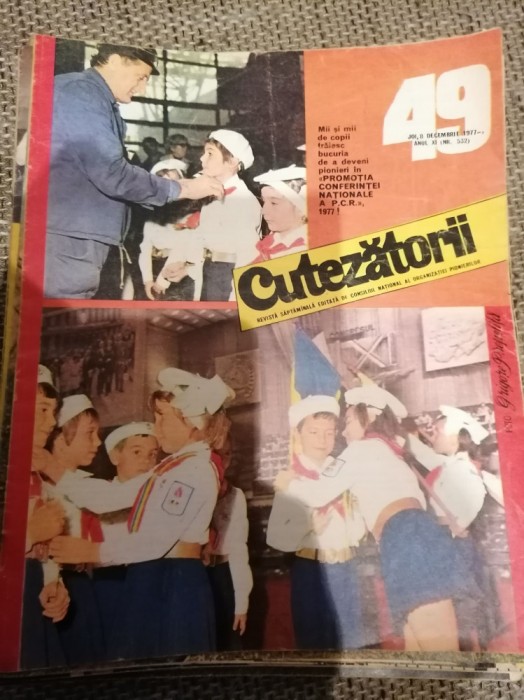 49
JOI, 8 DECEMBRIE 1977
ANUL XI (NR. 532)
Mii și mii
de copii
trăiesc
bucuria
de a deveni
pionieri în
«PROMOȚIA
CONFERINȚEI
NAȚIONALE
A P.C.R.»,
1977!
Cutezătorii
REVISTĂ SĂPTĂMÎNALĂ EDITATĂ DE CONSILIUL NAȚIONAL AL ORGANIZAȚIEI PIONIERILOR